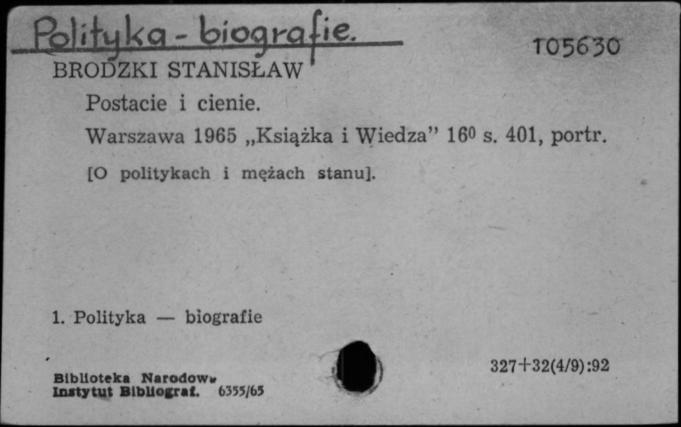 Polityka - biografie.
T05630
BRODZKI STANISŁAW
Postacie i cienie.
Warszawa 1965 „Książka i Wiedza” 16⁰ s. 401, portr.
[O politykach i mężach stanu].
1. Polityka — biografie
327+32(4/9):92
Biblioteka Narodowa
Instytut Bibliograf. 6355/65